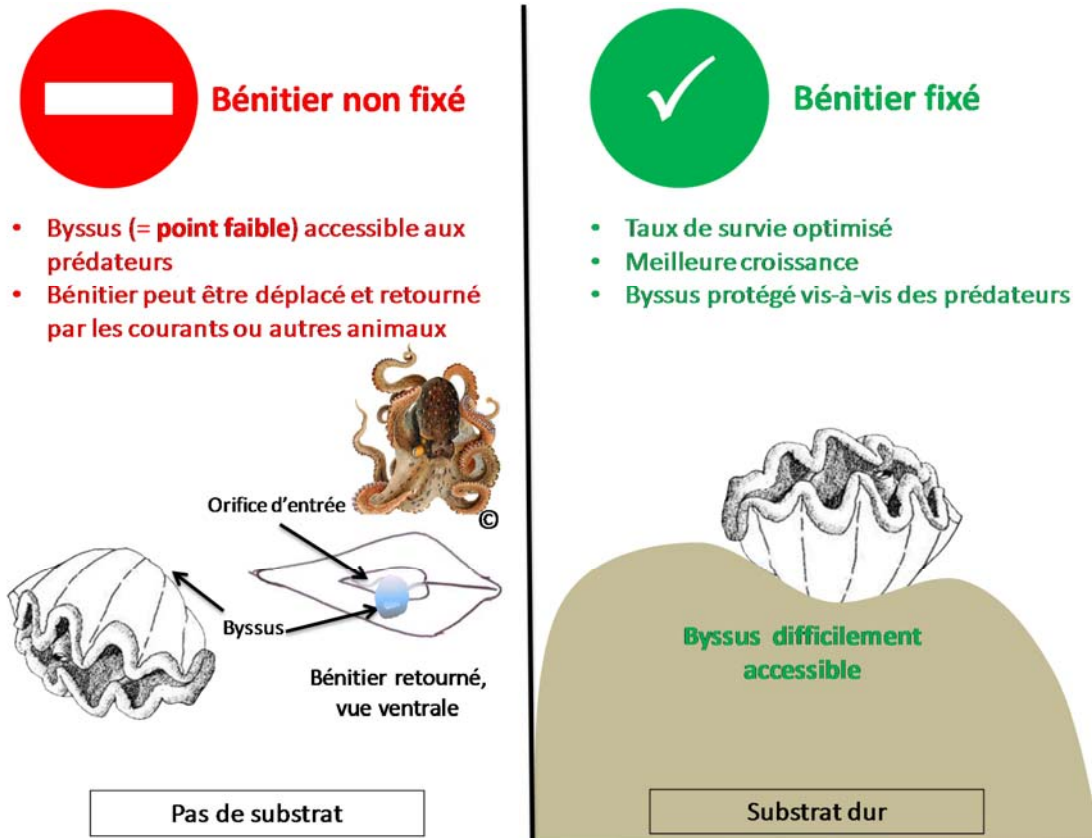 Bénitier non fixé
• Byssus (= point faible) accessible aux
prédateurs
• Bénitier peut être déplacé et retourné
par les courants ou autres animaux
©
Orifice d'entrée
Byssus
Bénitier retourné,
vue ventrale
Pas de substrat
Bénitier fixé
• Taux de survie optimisé
• Meilleure croissance
• Byssus protégé vis-à-vis des prédateurs
Byssus difficilement
accessible
Substrat dur